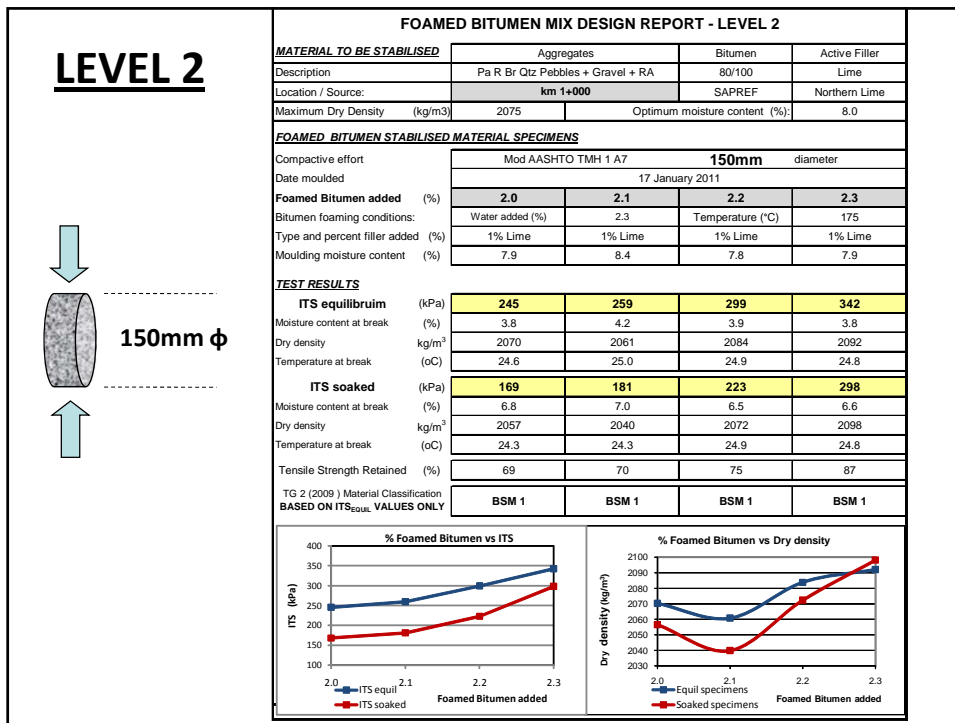 LEVEL 2
150mm ϕ
FOAMED BITUMEN MIX DESIGN REPORT - LEVEL 2
MATERIAL TO BE STABILISED Aggregates Bitumen Active Filler
Description Pa R Br Qtz Pebbles + Gravel + RA 80/100 Lime
Location / Source: km 1+000 SAPREF Northern Lime
Maximum Dry Density (kg/m3) 2075 Optimum moisture content (%): 8.0
FOAMED BITUMEN STABILISED MATERIAL SPECIMENS
Compactive effort Mod AASHTO TMH 1 A7 150mm diameter
Date moulded 17 January 2011
Foamed Bitumen added (%) 2.0 2.1 2.2 2.3
Bitumen foaming conditions: Water added (%) 2.3 Temperature (°C) 175
Type and percent filler added (%) 1% Lime 1% Lime 1% Lime 1% Lime
Moulding moisture content (%) 7.9 8.4 7.8 7.9
TEST RESULTS
ITS equilibruim (kPa) 245 259 299 342
Moisture content at break (%) 3.8 4.2 3.9 3.8
Dry density kg/m³ 2070 2061 2084 2092
Temperature at break (oC) 24.6 25.0 24.9 24.8
ITS soaked (kPa) 169 181 223 298
Moisture content at break (%) 6.8 7.0 6.5 6.6
Dry density kg/m³ 2057 2040 2072 2098
Temperature at break (oC) 24.3 24.3 24.9 24.8
Tensile Strength Retained (%) 69 70 75 87
TG 2 (2009 ) Material Classification
BASED ON ITS EQUIL VALUES ONLY BSM 1 BSM 1 BSM 1 BSM 1
% Foamed Bitumen vs ITS
ITS (kPa)
400
350
300
250
200
150
100
2.0 2.1 2.2 2.3
ITS equil
ITS soaked
Foamed Bitumen added
% Foamed Bitumen vs Dry density
Dry density (kg/m³)
2100
2090
2080
2070
2060
2050
2040
2030
2.0 2.1 2.2 2.3
Equil specimens
Soaked specimens
Foamed Bitumen added